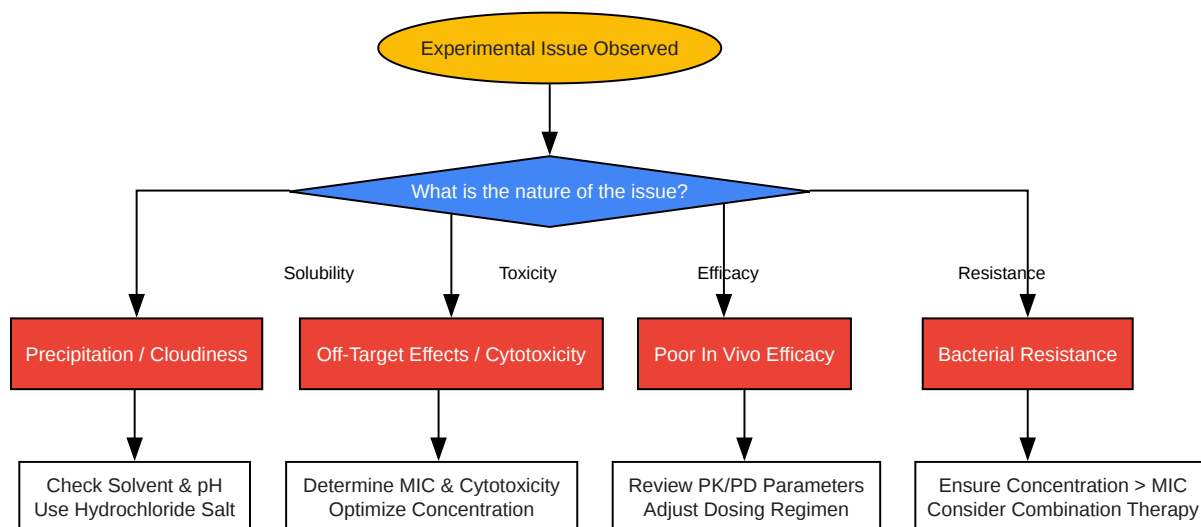 Experimental Issue Observed
What is the nature of the issue?
Solubility
Toxicity
Efficacy
Resistance
Precipitation / Cloudiness
Off-Target Effects / Cytotoxicity
Poor In Vivo Efficacy
Bacterial Resistance
Check Solvent & pH
Use Hydrochloride Salt
Determine MIC & Cytotoxicity
Optimize Concentration
Review PK/PD Parameters
Adjust Dosing Regimen
Ensure Concentration > MIC
Consider Combination Therapy